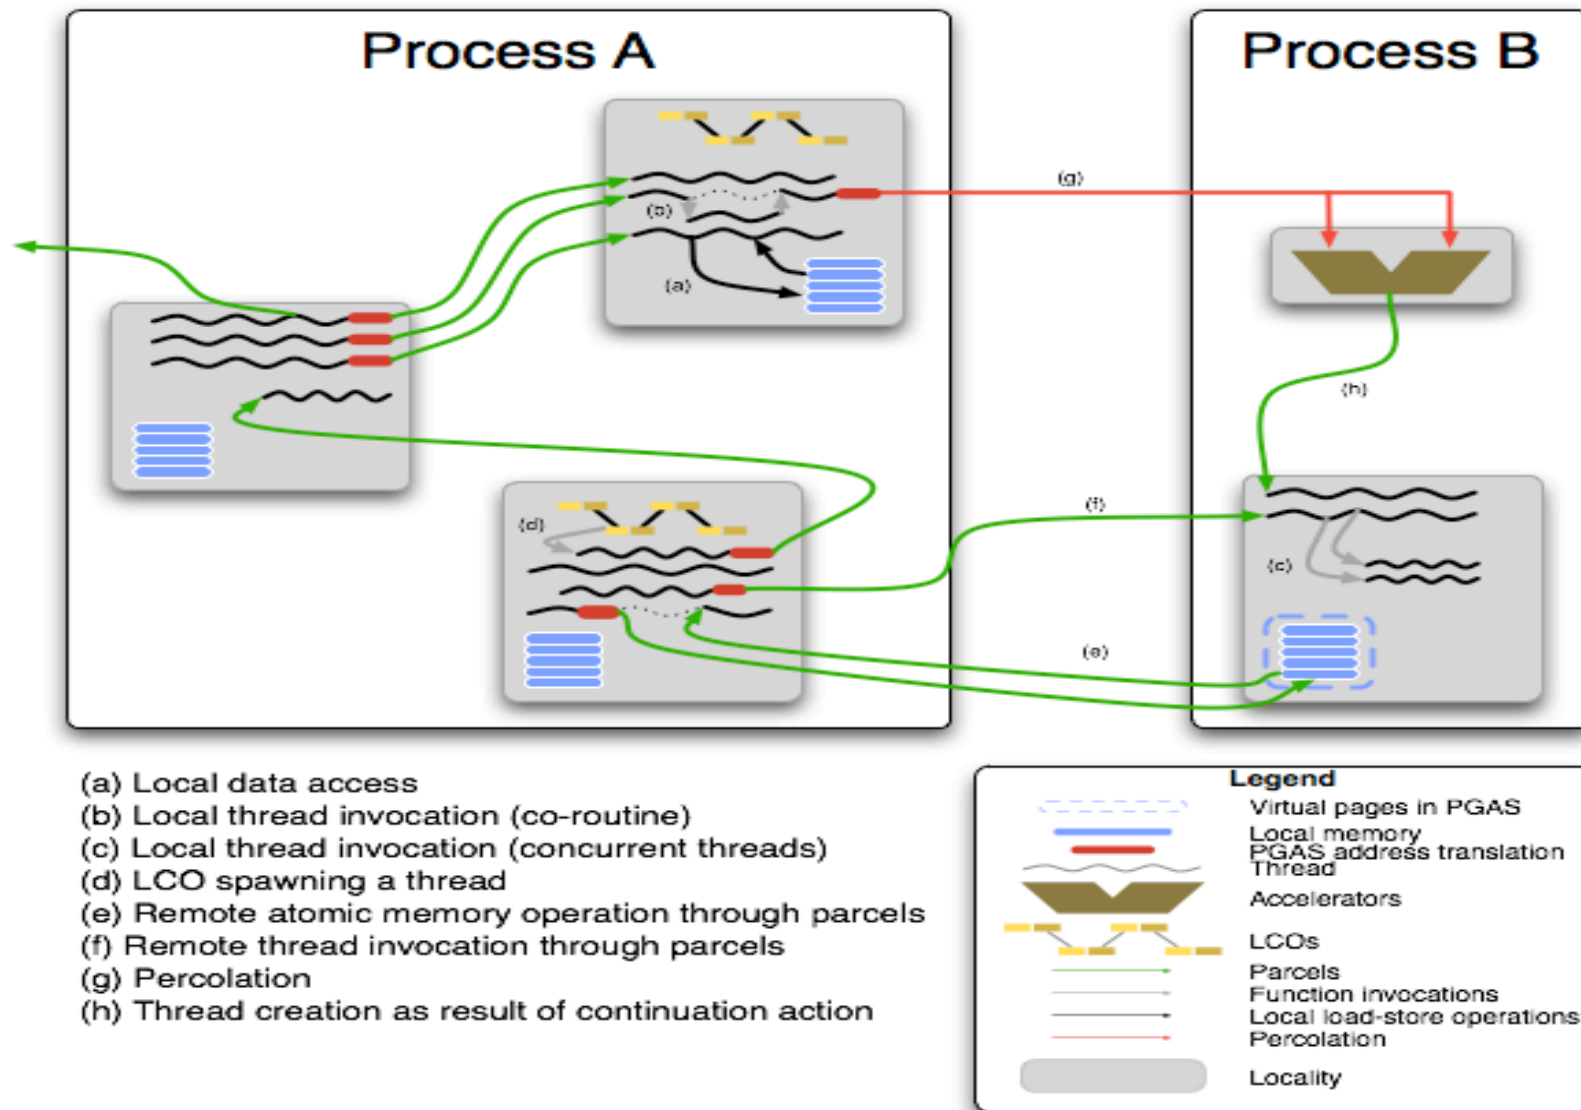 Process A
Process B
(g)
(b)
(a)
(h)
(d)
(f)
(c)
(e)
(a) Local data access
(b) Local thread invocation (co-routine)
(c) Local thread invocation (concurrent threads)
(d) LCO spawning a thread
(e) Remote atomic memory operation through parcels
(f) Remote thread invocation through parcels
(g) Percolation
(h) Thread creation as result of continuation action
Legend
Virtual pages in PGAS
Local memory
PGAS address translation
Thread
Accelerators
LCOs
Parcels
Function invocations
Local load-store operations
Percolation
Locality